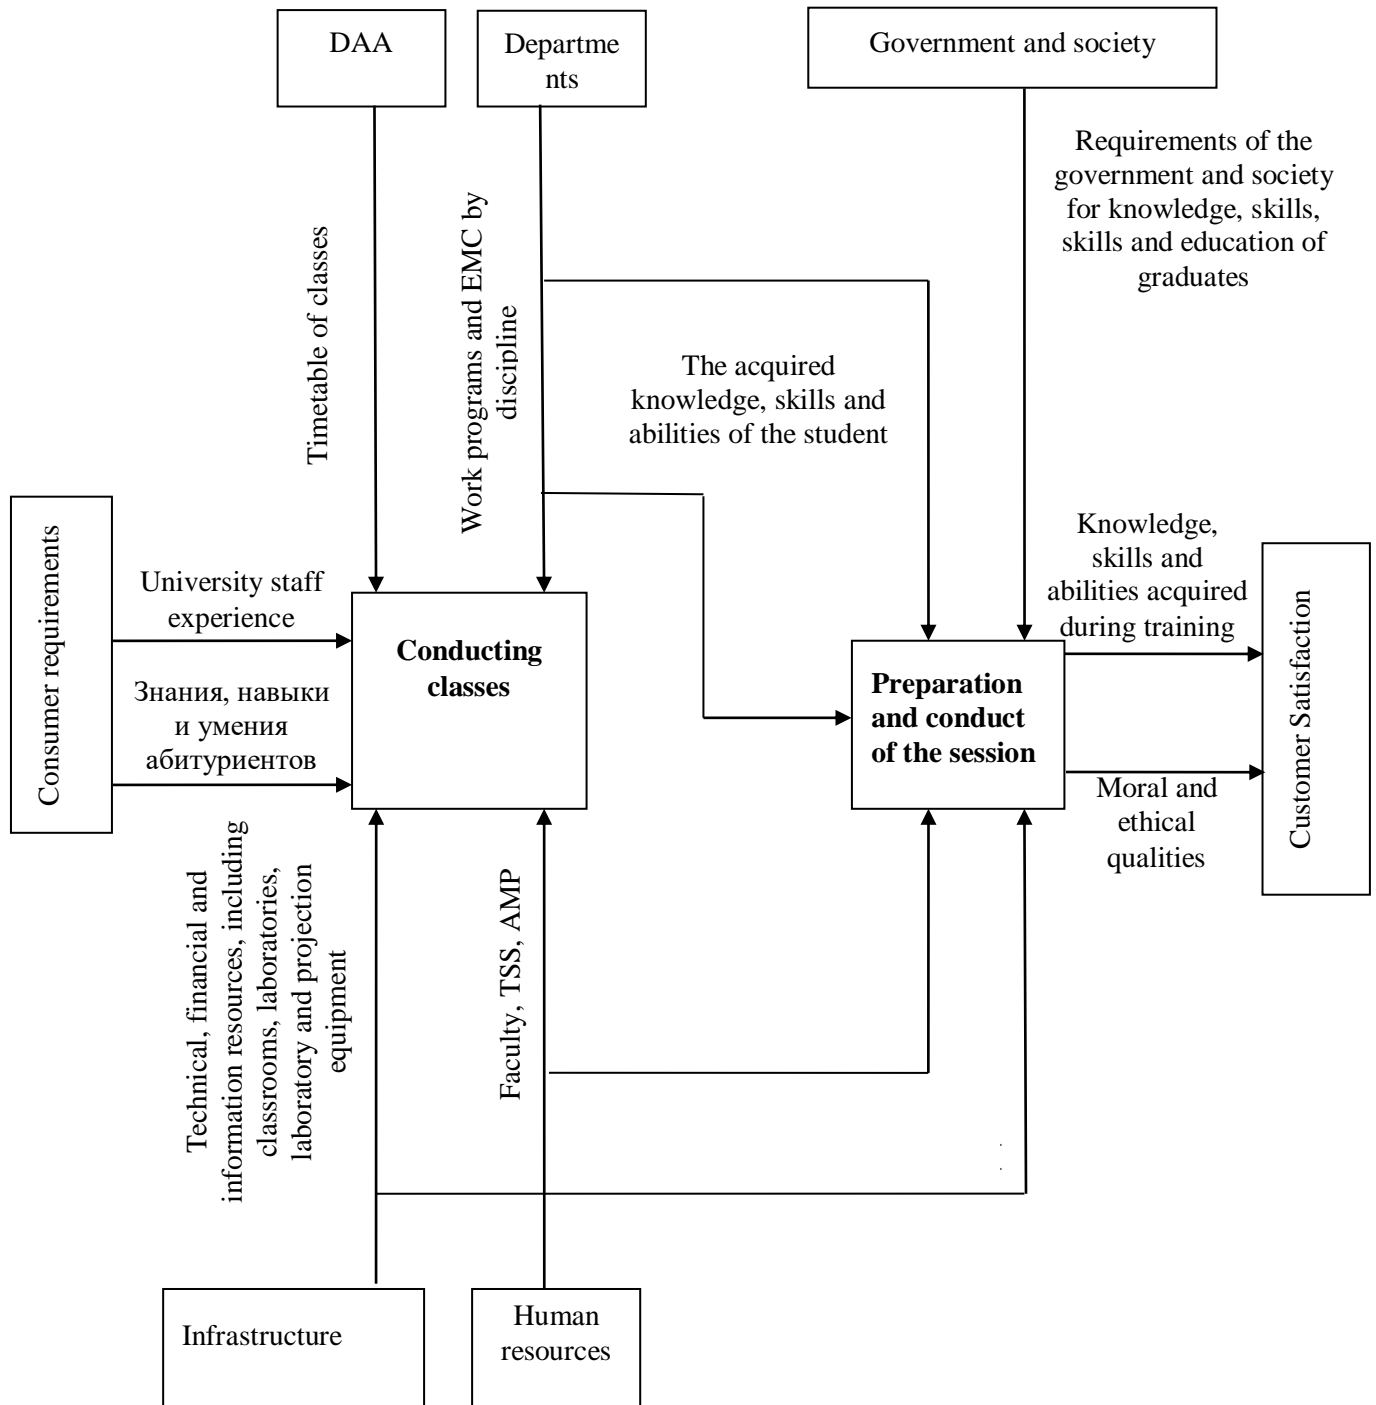 DAA
Departme
nts
Government and society
Requirements of the
government and society
for knowledge, skills,
skills and education of
graduates
Timetable of classes
Work programs and EMC by
discipline
The acquired
knowledge, skills and
abilities of the student
Consumer requirements
University staff
experience
Знания, навыки
и умения
абитуриентов
Conducting
classes
Preparation
and conduct
of the session
Knowledge,
skills and
abilities acquired
during training
Moral and
ethical
qualities
Customer Satisfaction
Technical, financial and
information resources, including
classrooms, laboratories,
laboratory and projection
equipment
Faculty, TSS, AMP
Infrastructure
Human
resources